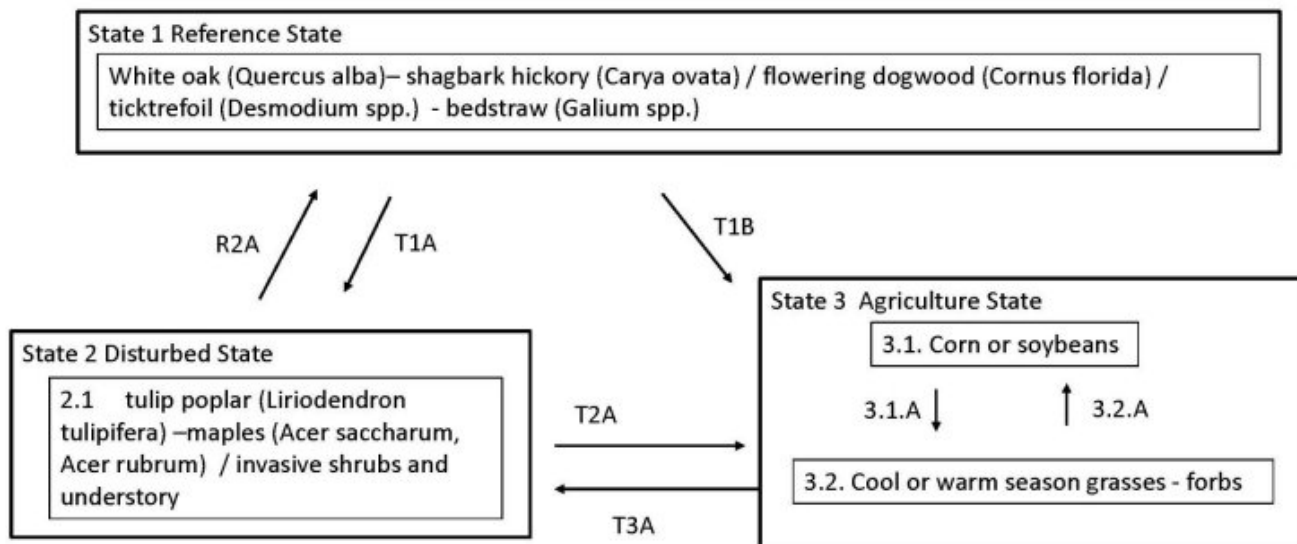 State 1 Reference State
White oak (Quercus alba)– shagbark hickory (Carya ovata) / flowering dogwood (Cornus florida) /
ticktrefoil (Desmodium spp.)  - bedstraw (Galium spp.)
R2A
T1A
T1B
State 2 Disturbed State
2.1    tulip poplar (Liriodendron
tulipifera) –maples (Acer saccharum,
Acer rubrum)  / invasive shrubs and
understory
T2A
T3A
State 3  Agriculture State
3.1. Corn or soybeans
3.1.A
3.2.A
3.2. Cool or warm season grasses - forbs